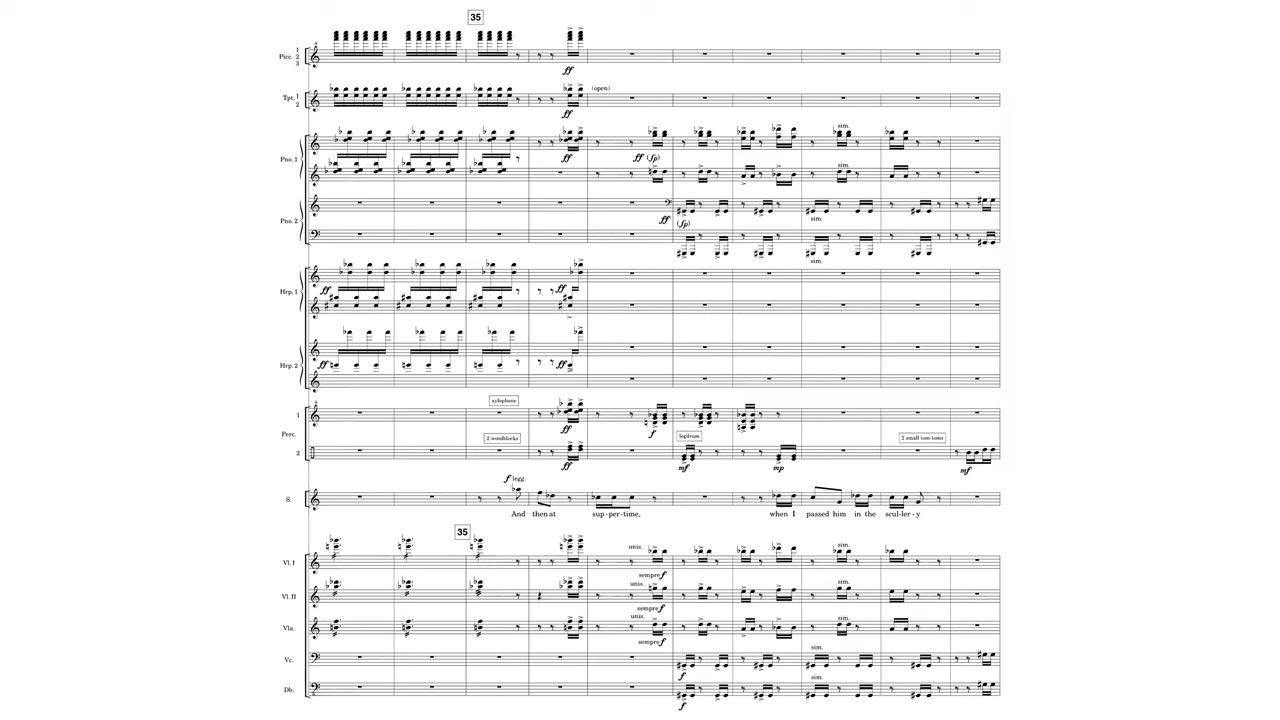 35
Picc. 1 2 3
ff
Tpt. 1 2
(open)
ff
sim.
Pno. 1
ff
ff (fp)
sim.
Pno. 2
ff
(fp)
sim.
sim.
Hrp. 1
ff
ff
Hrp. 2
ff
ff
xylophone
1
ff
f
Perc.
2 woodblocks
logdrum
2 small tom-toms
2
ff
mf
mp
mf
f legg.
S.
And then at sup-per-time, when I passed him in the scul-ler-y
35
unis.
sim.
Vl. I
sempre f
unis.
sim.
Vl. II
sempre f
unis.
sim.
Vla.
sempre f
sim.
Vc.
f
sim.
Db.
f